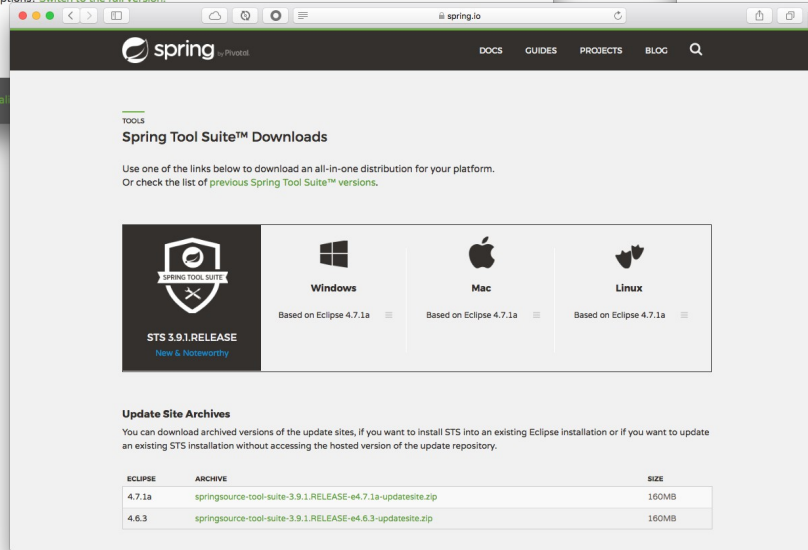 ptions? Switch to the full version.
spring.io
spring by Pivotal
DOCS GUIDES PROJECTS BLOG
TOOLS
Spring Tool Suite™ Downloads
Use one of the links below to download an all-in-one distribution for your platform.
Or check the list of previous Spring Tool Suite™ versions.
SPRING TOOL SUITE
STS 3.9.1.RELEASE
New & Noteworthy
Windows
Based on Eclipse 4.7.1a
Mac
Based on Eclipse 4.7.1a
Linux
Based on Eclipse 4.7.1a
Update Site Archives
You can download archived versions of the update sites, if you want to install STS into an existing Eclipse installation or if you want to update
an existing STS installation without accessing the hosted version of the update repository.
ECLIPSE ARCHIVE SIZE
4.7.1a springsource-tool-suite-3.9.1.RELEASE-e4.7.1a-updatesite.zip 160MB
4.6.3 springsource-tool-suite-3.9.1.RELEASE-e4.6.3-updatesite.zip 160MB